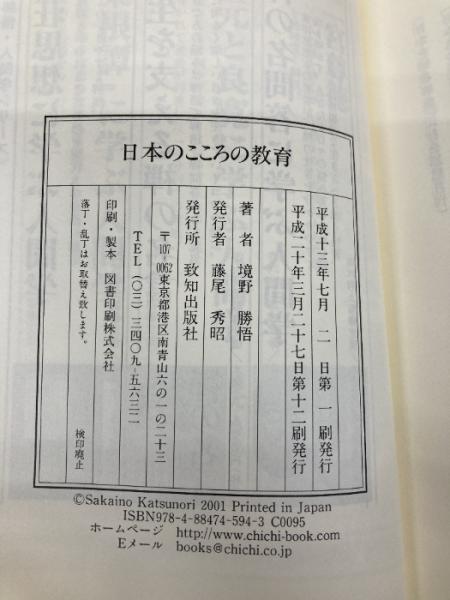 日本のこころの教育
平成十三年七月二日第一刷発行
平成二十年三月二十七日第十二刷発行
著者 境野勝悟
発行者 藤尾秀昭
発行所 致知出版社
〒107-0062 東京都港区南青山六の一の二十三
TEL(〇三)三四〇九-五六三二
印刷・製本 図書印刷株式会社
落丁・乱丁はお取替え致します。
検印廃止
©Sakaino Katsunori 2001 Printed in Japan
ISBN978-4-88474-594-3 C0095
ホームページ http://www.chichi-book.com
Eメール books@chichi.co.jp